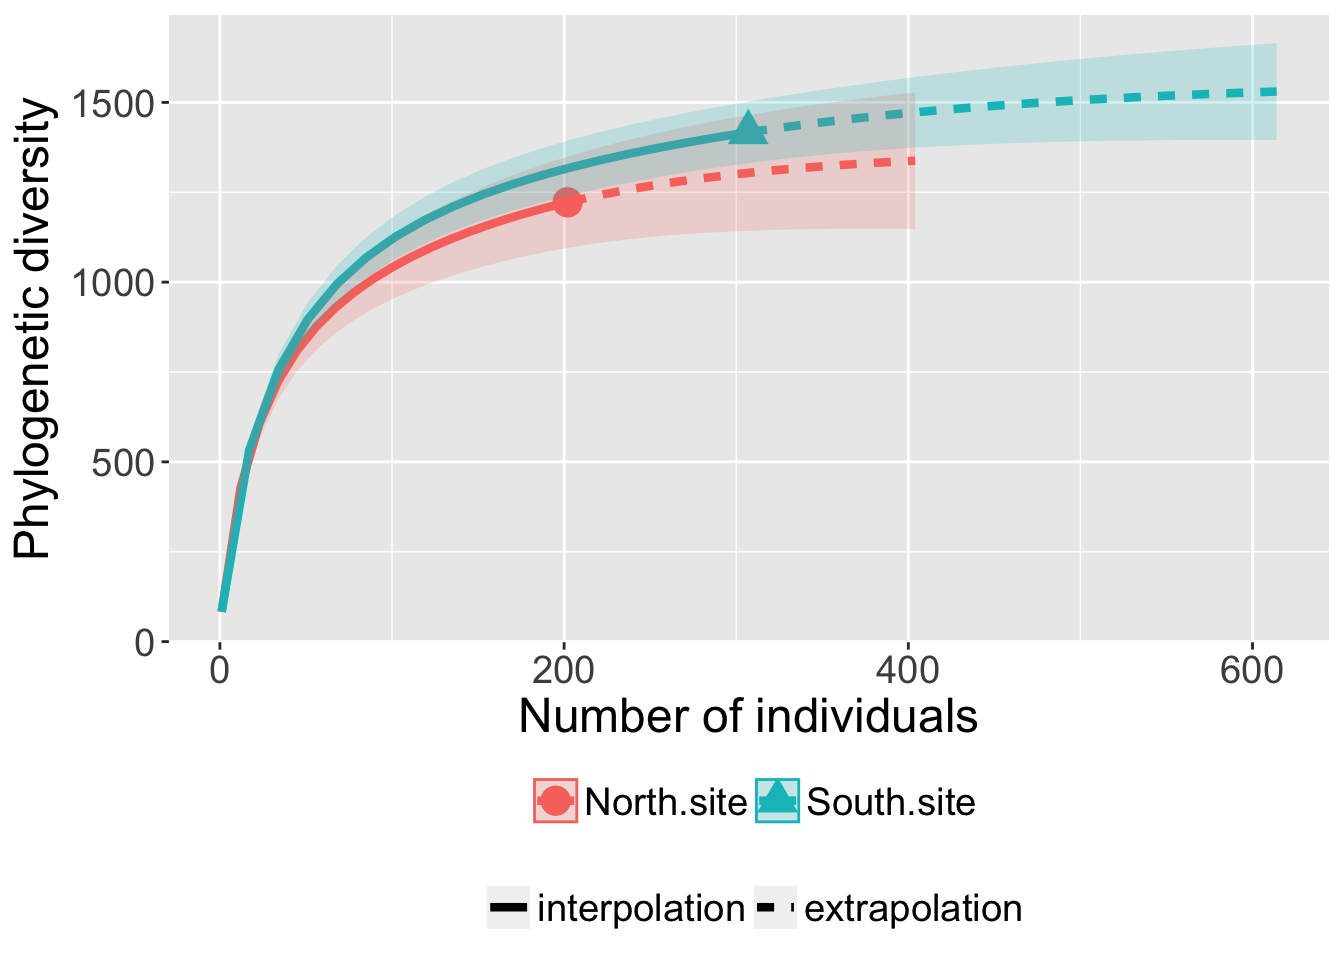 Phylogenetic diversity
1500
1000
500
0
0 200 400 600
Number of individuals
North.site South.site
interpolation extrapolation